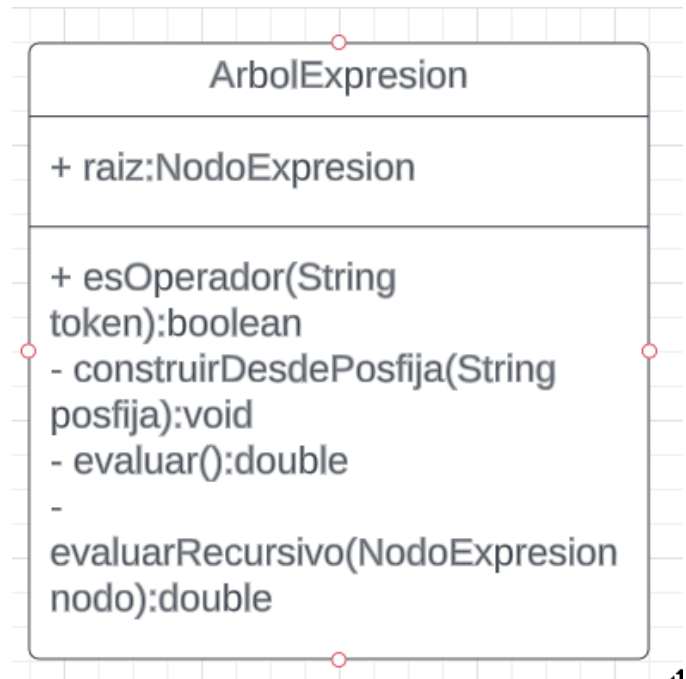 ArbolExpresion
+ raiz:NodoExpresion
+ esOperador(String
token):boolean
- construirDesdePosfija(String
posfija):void
- evaluar():double
-
evaluarRecursivo(NodoExpresion
nodo):double